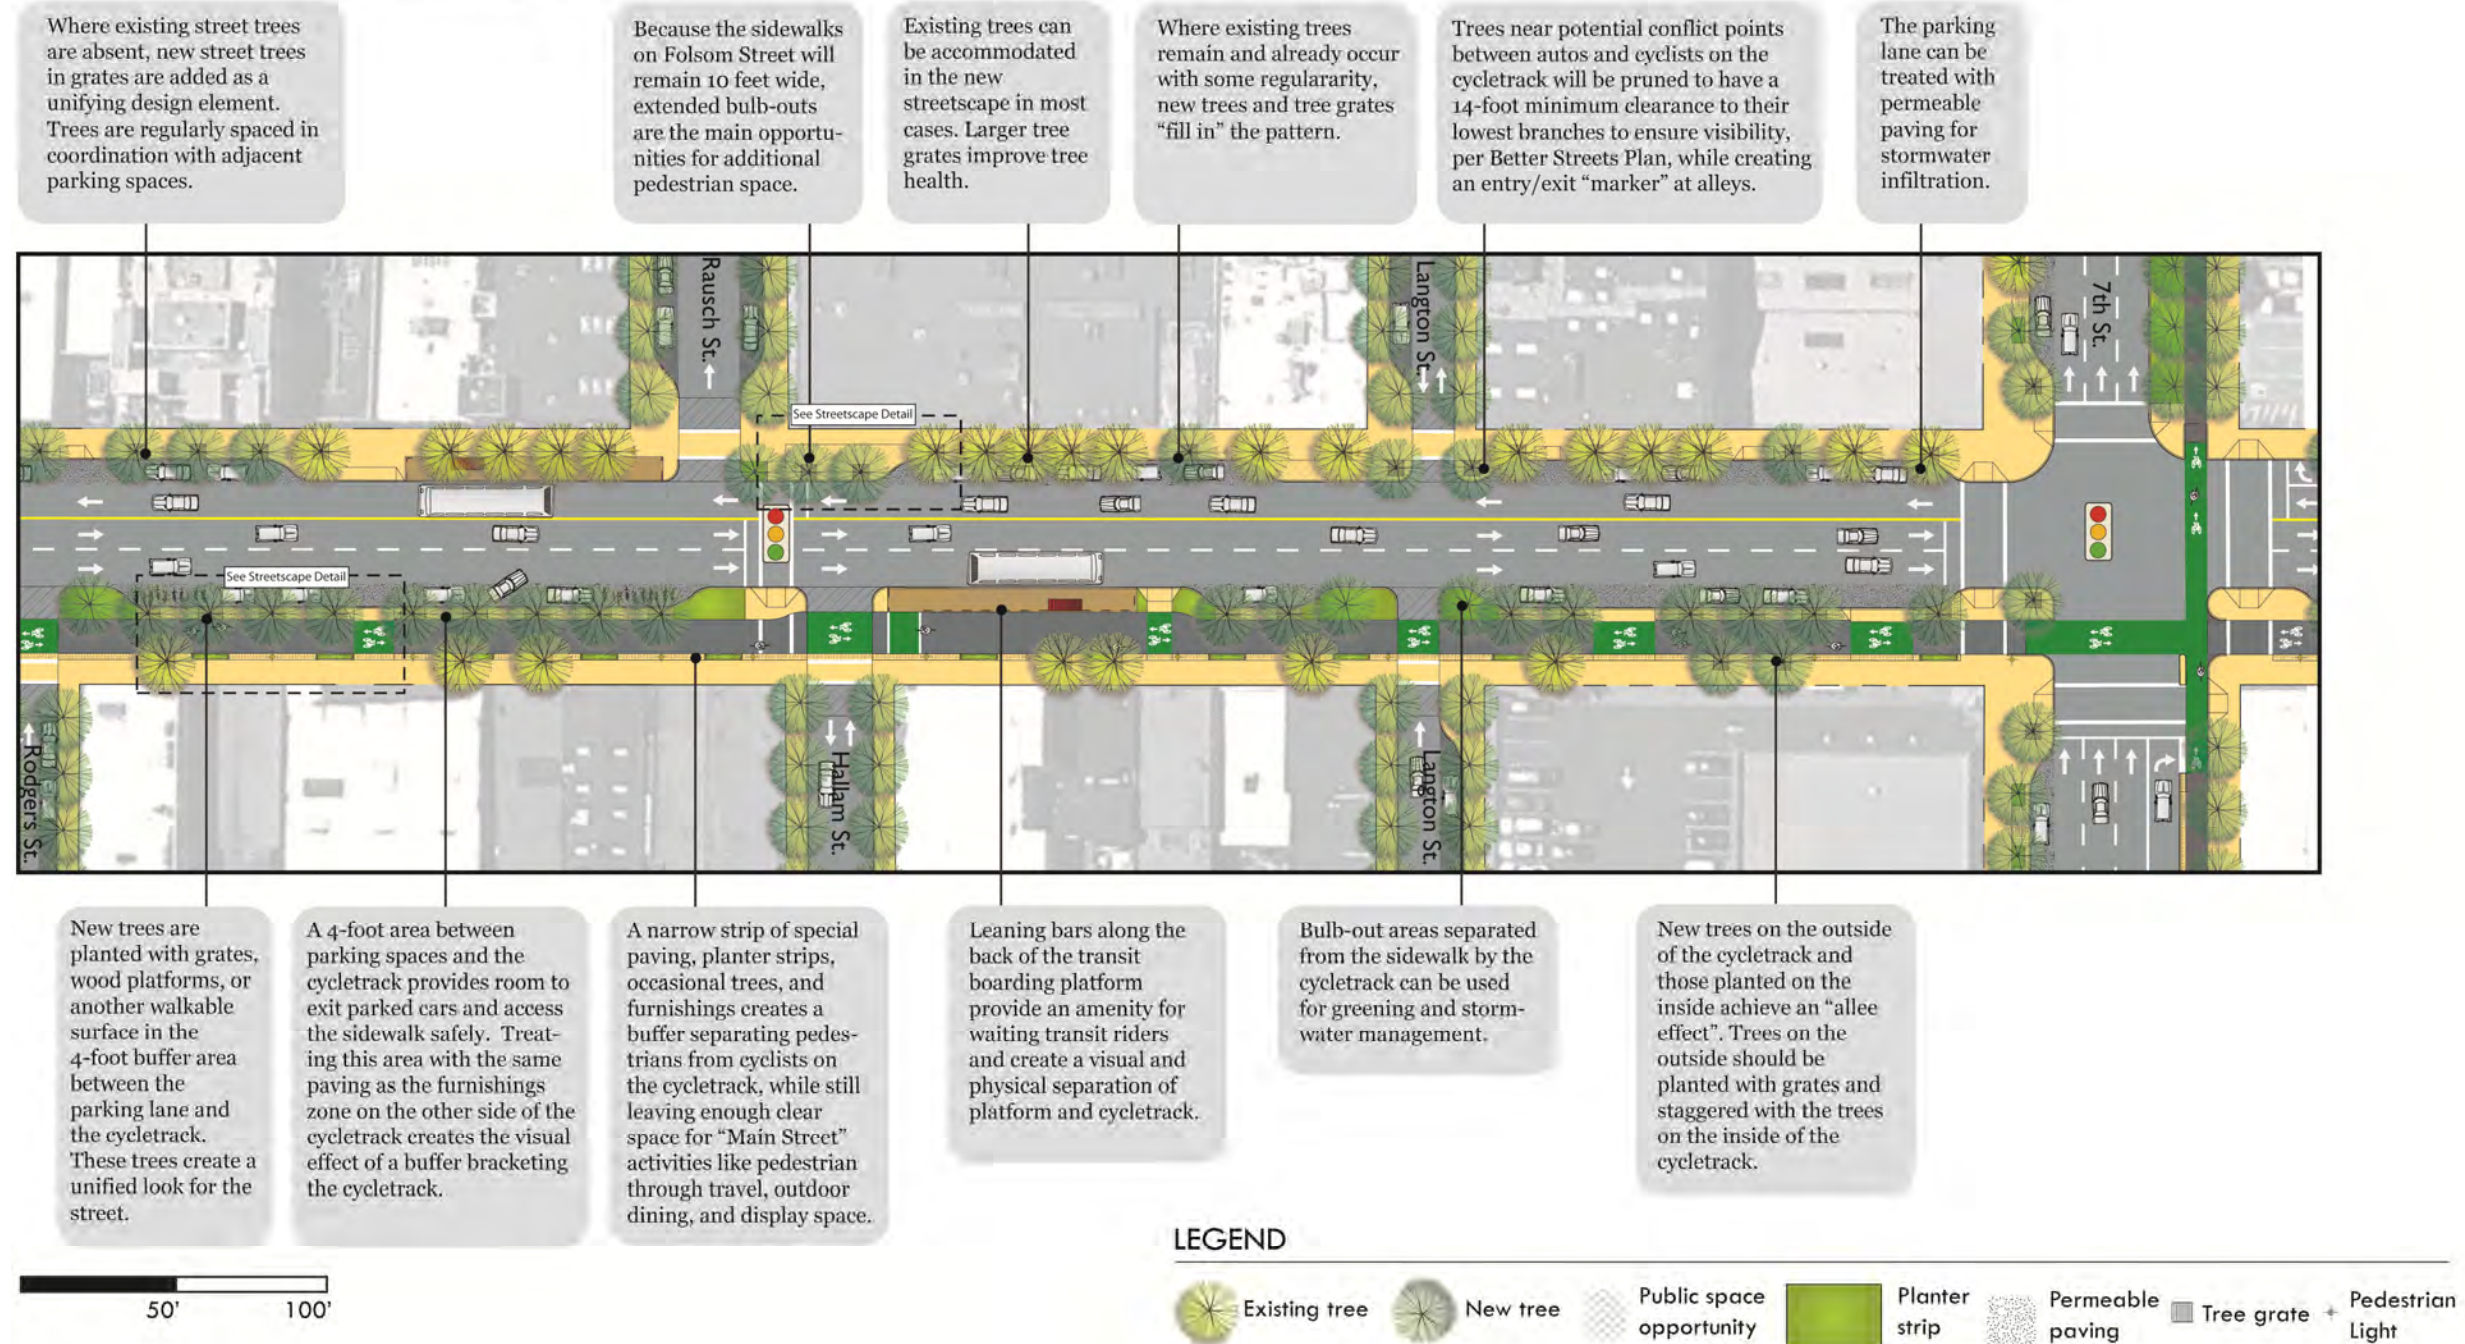 Where existing street trees
are absent, new street trees
in grates are added as a
unifying design element.
Trees are regularly spaced in
coordination with adjacent
parking spaces.
Because the sidewalks
on Folsom Street will
remain 10 feet wide,
extended bulb-outs
are the main opportu-
nities for additional
pedestrian space.
Existing trees can
be accommodated
in the new
streetscape in most
cases. Larger tree
grates improve tree
health.
Where existing trees
remain and already occur
with some regulararity,
new trees and tree grates
“fill in” the pattern.
Trees near potential conflict points
between autos and cyclists on the
cycletrack will be pruned to have a
14-foot minimum clearance to their
lowest branches to ensure visibility,
per Better Streets Plan, while creating
an entry/exit “marker” at alleys.
The parking
lane can be
treated with
permeable
paving for
stormwater
infiltration.
Rausch St.
Langton St.
7th St.
See Streetscape Detail
See Streetscape Detail
Rodgers St.
Hallam St.
Langton St.
New trees are
planted with grates,
wood platforms, or
another walkable
surface in the
4-foot buffer area
between the
parking lane and
the cycletrack.
These trees create a
unified look for the
street.
A 4-foot area between
parking spaces and the
cycletrack provides room to
exit parked cars and access
the sidewalk safely. Treat-
ing this area with the same
paving as the furnishings
zone on the other side of the
cycletrack creates the visual
effect of a buffer bracketing
the cycletrack.
A narrow strip of special
paving, planter strips,
occasional trees, and
furnishings creates a
buffer separating pedes-
trians from cyclists on
the cycletrack, while still
leaving enough clear
space for “Main Street”
activities like pedestrian
through travel, outdoor
dining, and display space.
Leaning bars along the
back of the transit
boarding platform
provide an amenity for
waiting transit riders
and create a visual and
physical separation of
platform and cycletrack.
Bulb-out areas separated
from the sidewalk by the
cycletrack can be used
for greening and storm-
water management.
New trees on the outside
of the cycletrack and
those planted on the
inside achieve an “allee
effect”. Trees on the
outside should be
planted with grates and
staggered with the trees
on the inside of the
cycletrack.
50'
100'
LEGEND
Existing tree
New tree
Public space
opportunity
Planter
strip
Permeable
paving
Tree grate
Pedestrian
Light